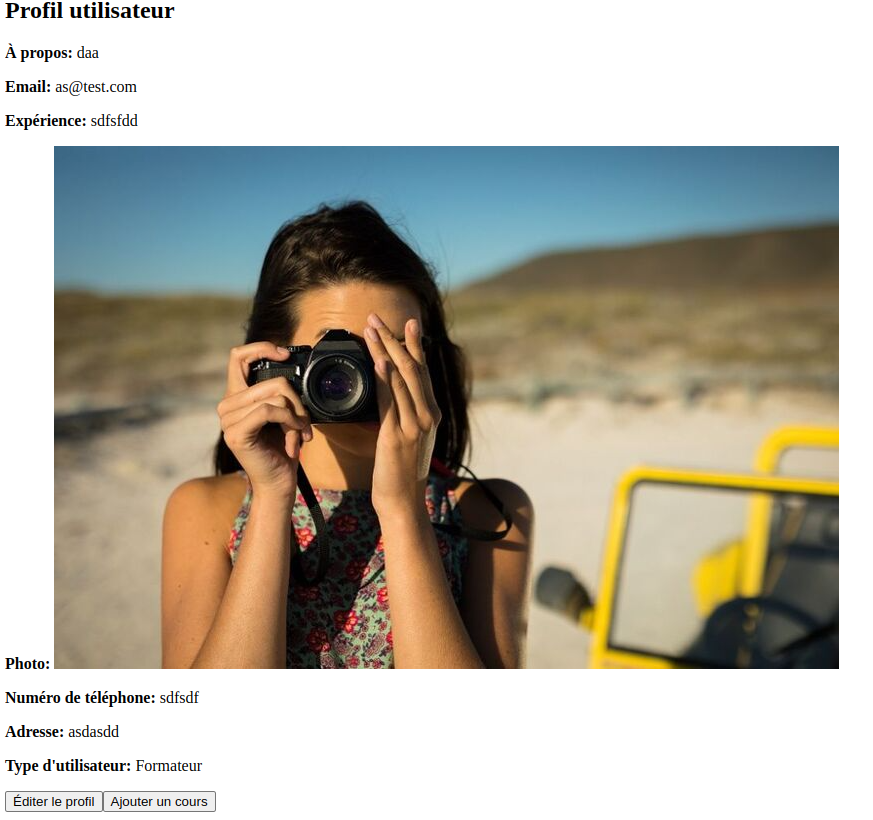 Profil utilisateur
À propos: daa
Email: as@test.com
Expérience: sdfsfdd
Photo:
Numéro de téléphone: sdfsdf
Adresse: asdasdd
Type d'utilisateur: Formateur
Éditer le profil Ajouter un cours